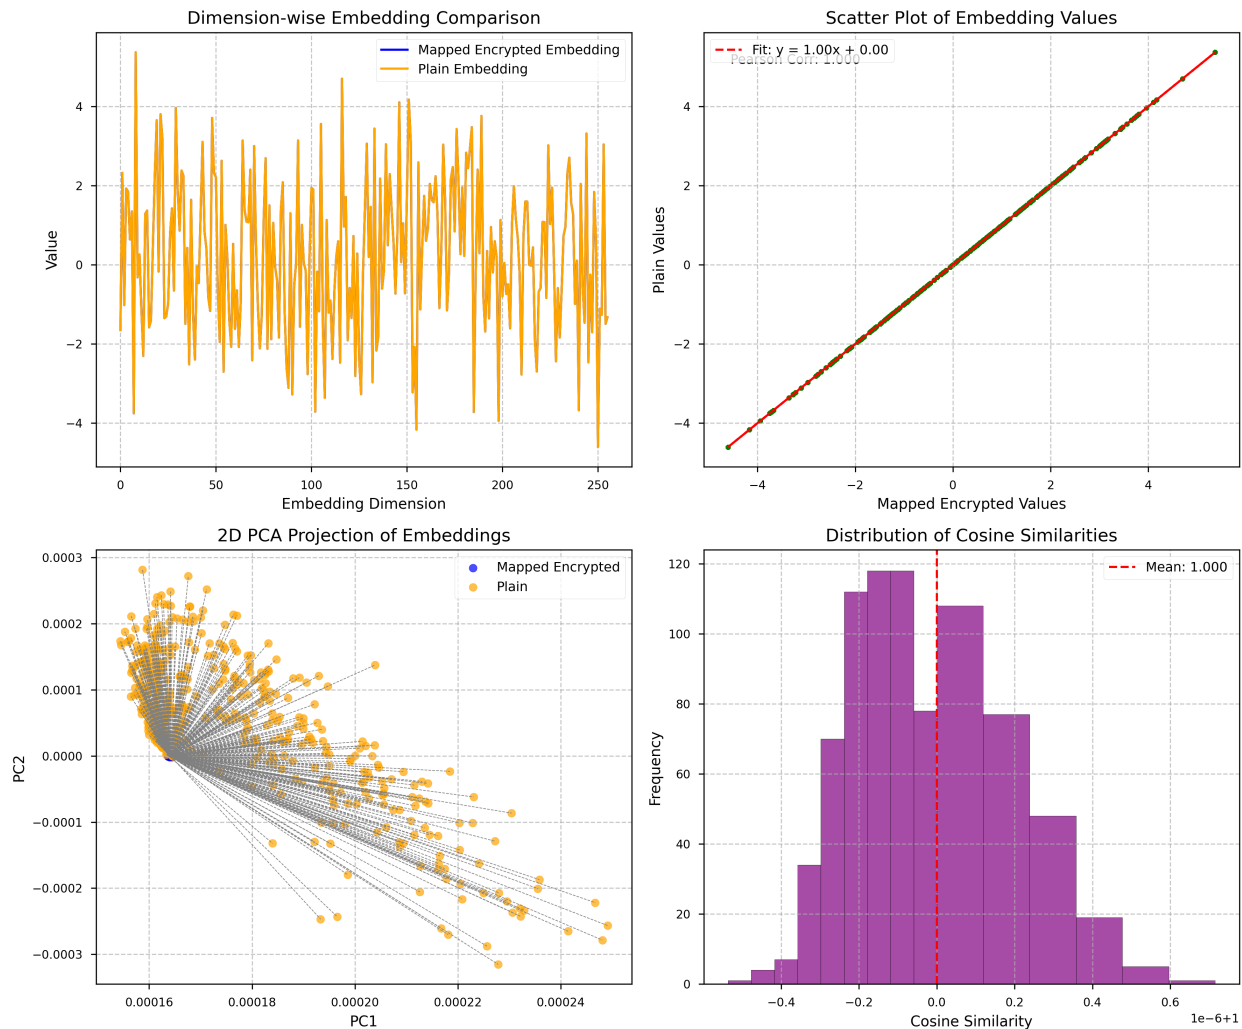 Dimension-wise Embedding Comparison
Mapped Encrypted Embedding
Plain Embedding
4
2
0
−2
−4
Value
0 50 100 150 200 250
Embedding Dimension
Scatter Plot of Embedding Values
Fit: y = 1.00x + 0.00
Pearson Corr: 1.000
4
2
0
−2
−4
Plain Values
−4 −2 0 2 4
Mapped Encrypted Values
2D PCA Projection of Embeddings
Mapped Encrypted
Plain
0.0003
0.0002
0.0001
0.0000
−0.0001
−0.0002
−0.0003
PC2
0.00016 0.00018 0.00020 0.00022 0.00024
PC1
Distribution of Cosine Similarities
Mean: 1.000
120
100
80
60
40
20
0
Frequency
−0.4 −0.2 0.0 0.2 0.4 0.6
1e−6+1
Cosine Similarity